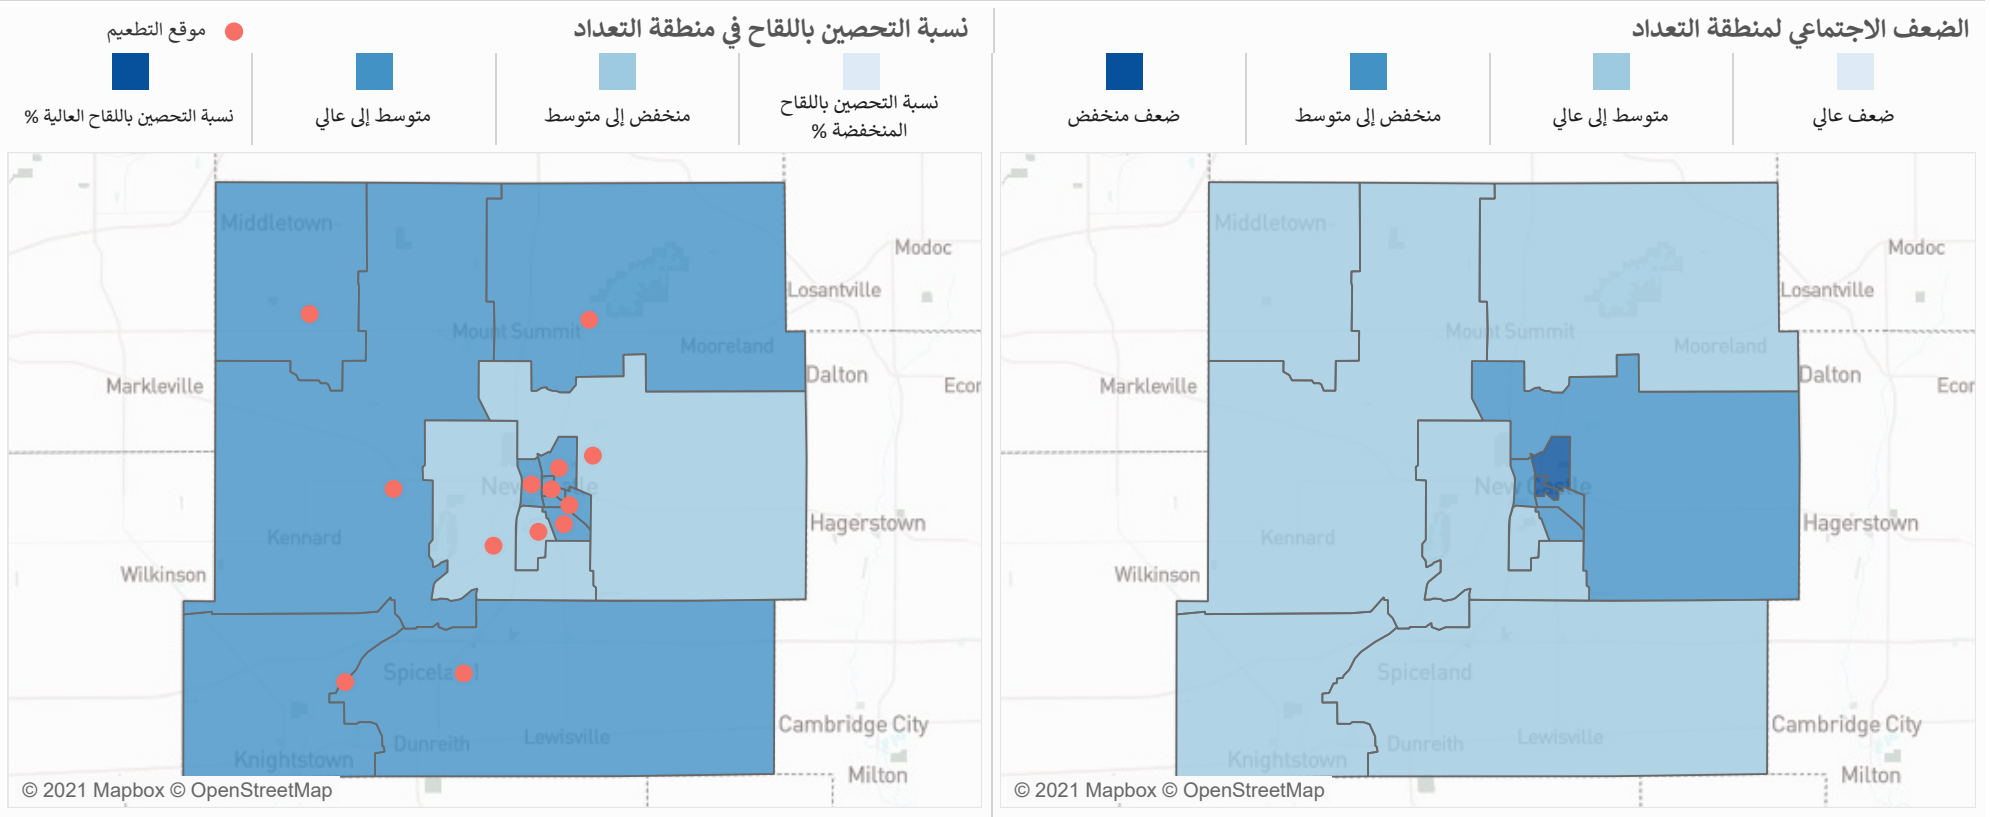 الضعف الاجتماعي لمنطقة التعداد
ضعف عالي
متوسط إلى عالي
منخفض إلى متوسط
ضعف منخفض
Middletown
Modoc
Losantville
Mount Summit
Mooreland
Markleville
Dalton
Econ
New Castle
Hagerstown
Kennard
Wilkinson
Spiceland
Cambridge City
Lewisville
Dunreith
Knightstown
Milton
© 2021 Mapbox © OpenStreetMap
نسبة التحصين باللقاح في منطقة التعداد
موقع التطعيم
نسبة التحصين باللقاح
المنخفضة %
منخفض إلى متوسط
متوسط إلى عالي
نسبة التحصين باللقاح العالية %
Middletown
Modoc
Losantville
Mount Summit
Mooreland
Markleville
Dalton
Econ
Hagerstown
Kennard
Wilkinson
Cambridge City
Lewisville
Dunreith
Knightstown
Milton
© 2021 Mapbox © OpenStreetMap